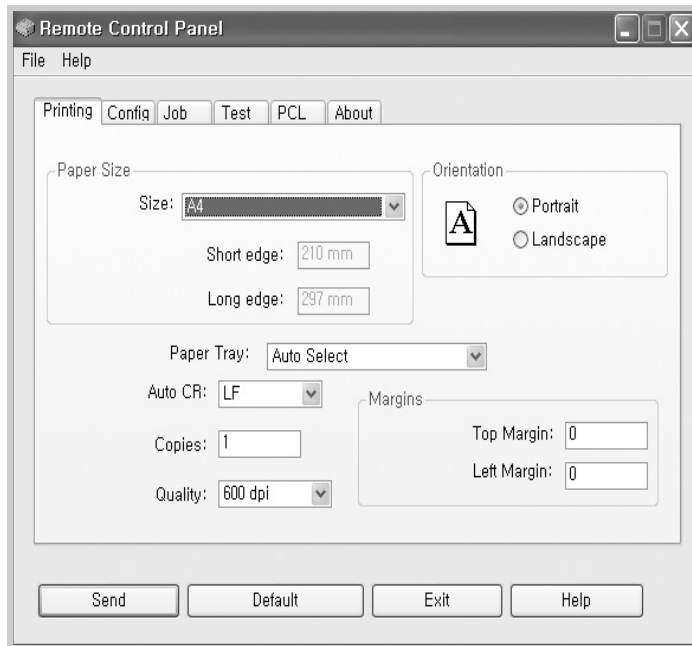 Remote Control Panel
File Help
Printing Config Job Test PCL About
Paper Size
Size: A4
Short edge: 210 mm
Long edge: 297 mm
Orientation
A
Portrait
Landscape
Paper Tray: Auto Select
Auto CR: LF
Copies: 1
Quality: 600 dpi
Margins
Top Margin: 0
Left Margin: 0
Send Default Exit Help